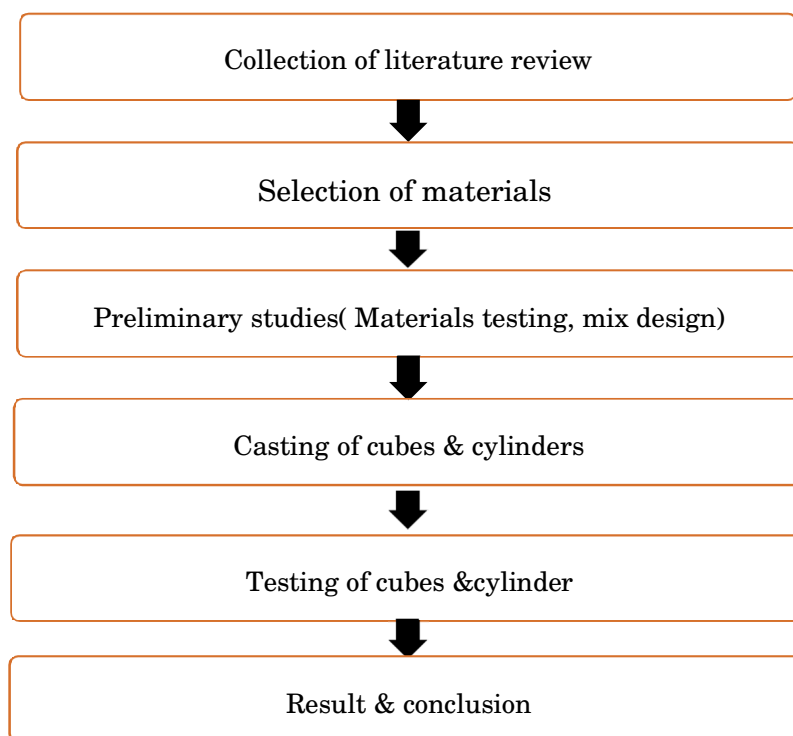 Collection of literature review
Selection of materials
Preliminary studies( Materials testing, mix design)
Casting of cubes & cylinders
Testing of cubes &cylinder
Result & conclusion